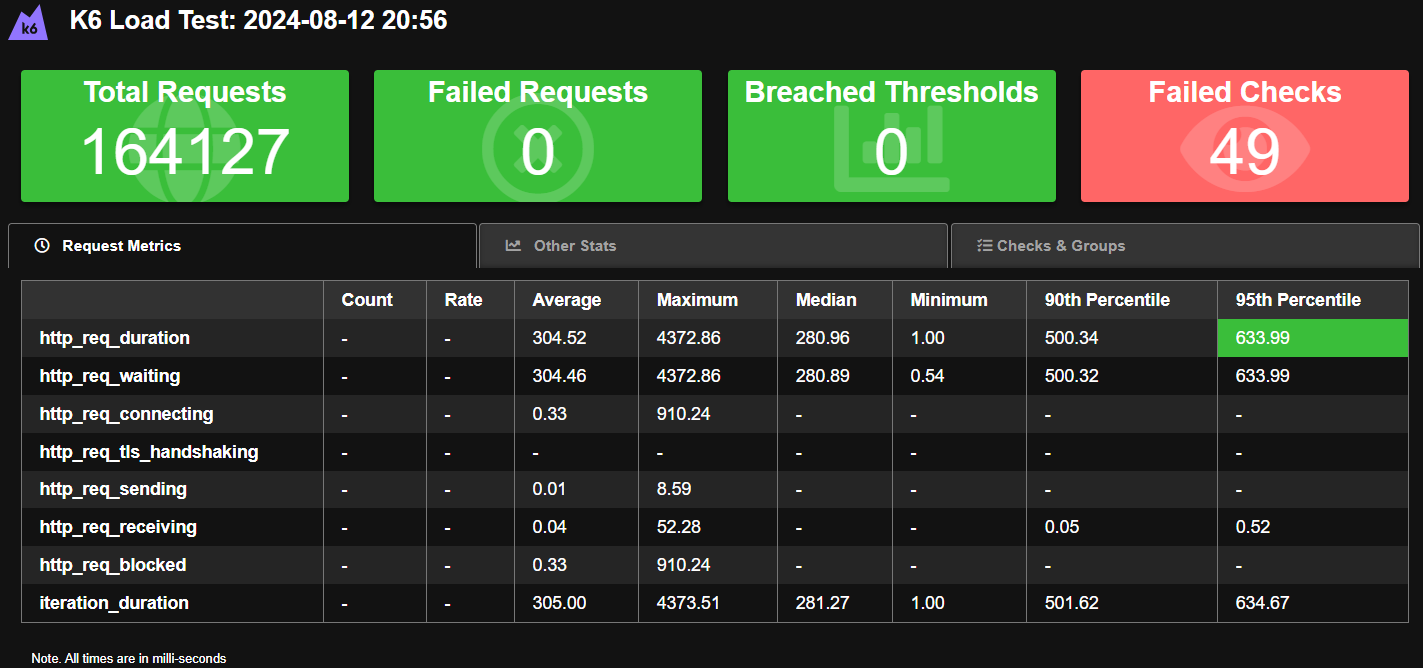 k6
K6 Load Test: 2024-08-12 20:56
Total Requests
164127
Failed Requests
0
Breached Thresholds
0
Failed Checks
49
Request Metrics
Other Stats
Checks & Groups
Count Rate Average Maximum Median Minimum 90th Percentile 95th Percentile
http_req_duration - - 304.52 4372.86 280.96 1.00 500.34 633.99
http_req_waiting - - 304.46 4372.86 280.89 0.54 500.32 633.99
http_req_connecting - - 0.33 910.24 - - - -
http_req_tls_handshaking - - - - - - - -
http_req_sending - - 0.01 8.59 - - - -
http_req_receiving - - 0.04 52.28 - - 0.05 0.52
http_req_blocked - - 0.33 910.24 - - - -
iteration_duration - - 305.00 4373.51 281.27 1.00 501.62 634.67
Note. All times are in milli-seconds